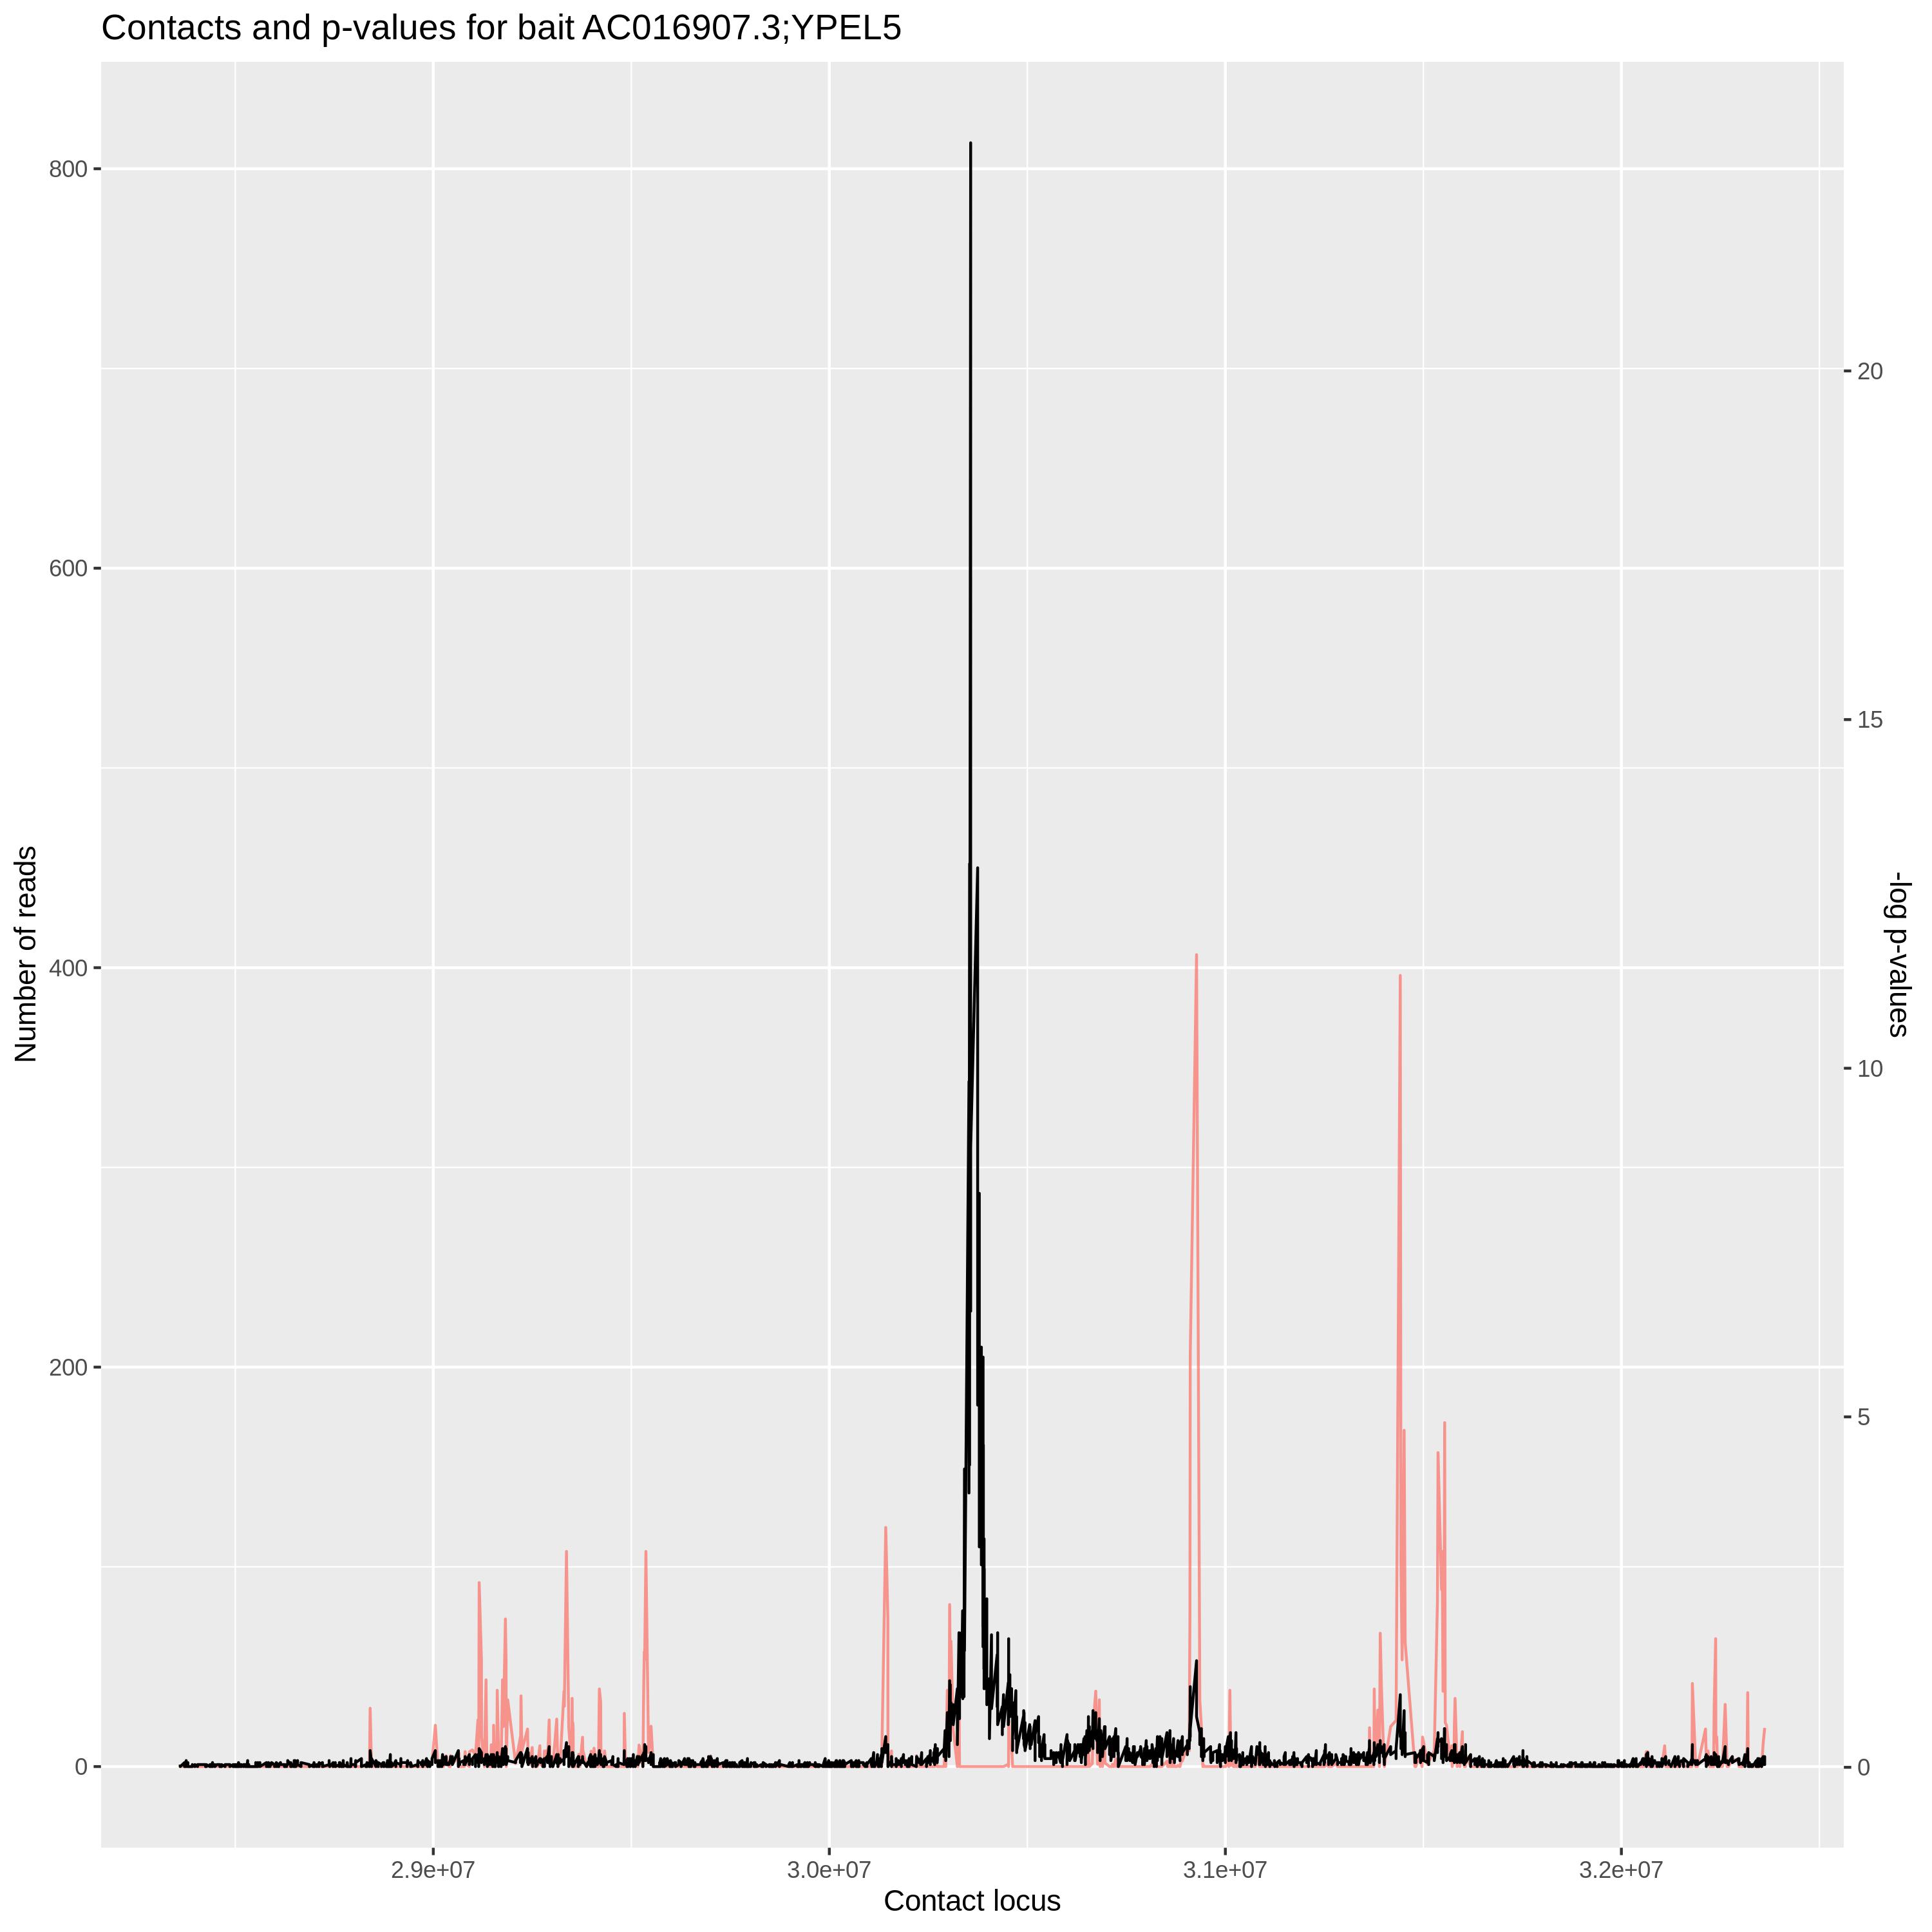 Contacts and p-values for bait AC016907.3;YPEL5
800
600
400
200
0
Number of reads
20
15
10
5
0
-log p-values
2.9e+07
3.0e+07
3.1e+07
3.2e+07
Contact locus